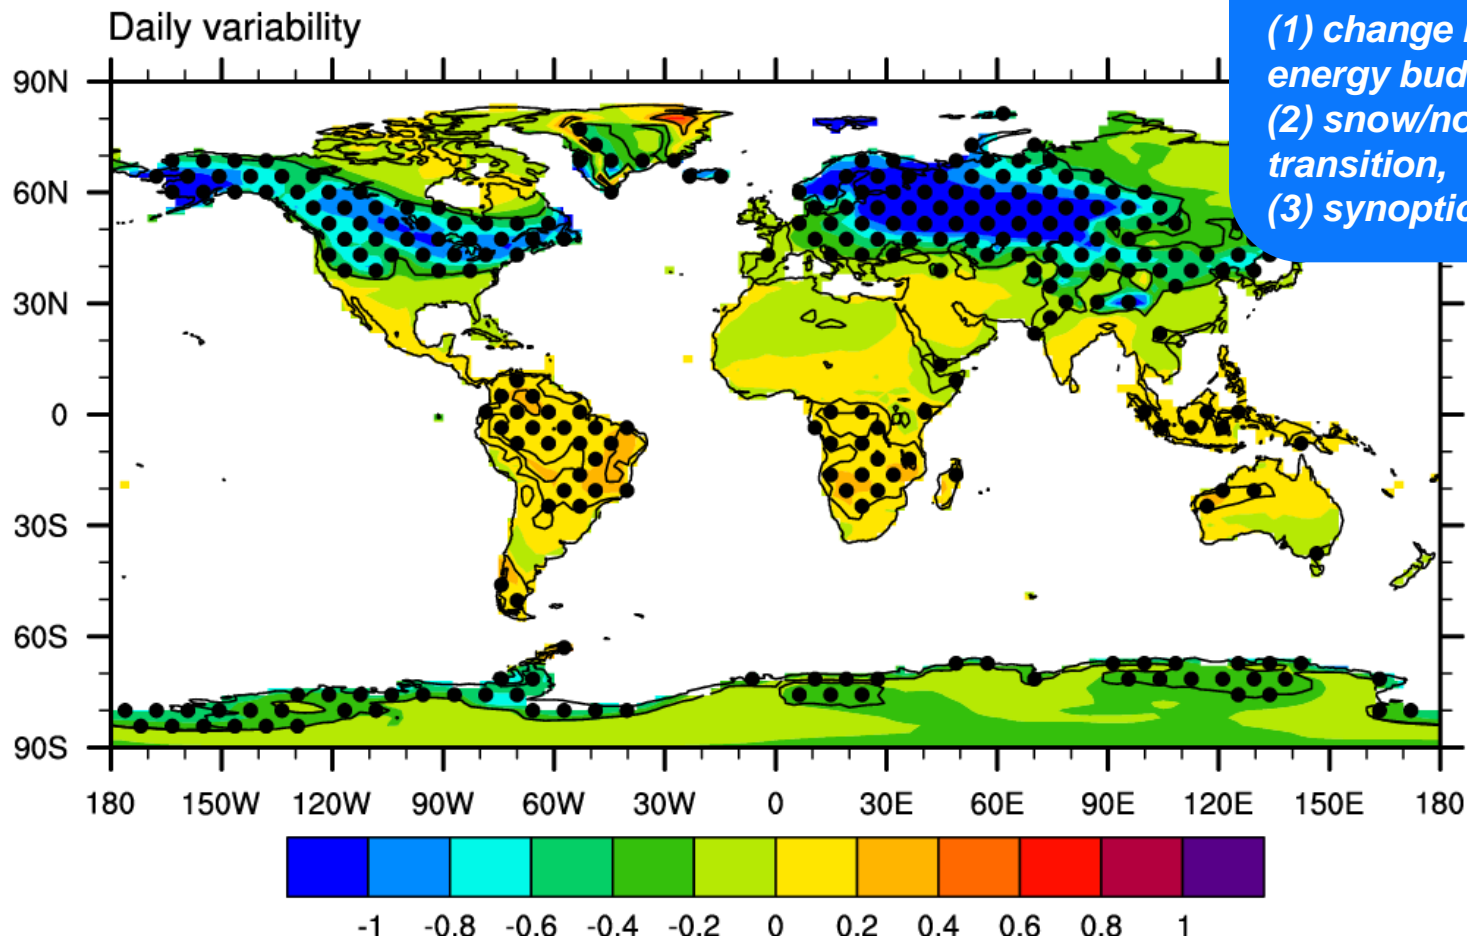 Daily variability
(1) change
energy bud
(2) snow/no
transition,
(3) synoptic
90N
60N
30N
0
30S
60S
90S
180 150W 120W 90W 60W 30W 0 30E 60E 90E 120E 150E 180
-1 -0.8 -0.6 -0.4 -0.2 0 0.2 0.4 0.6 0.8 1